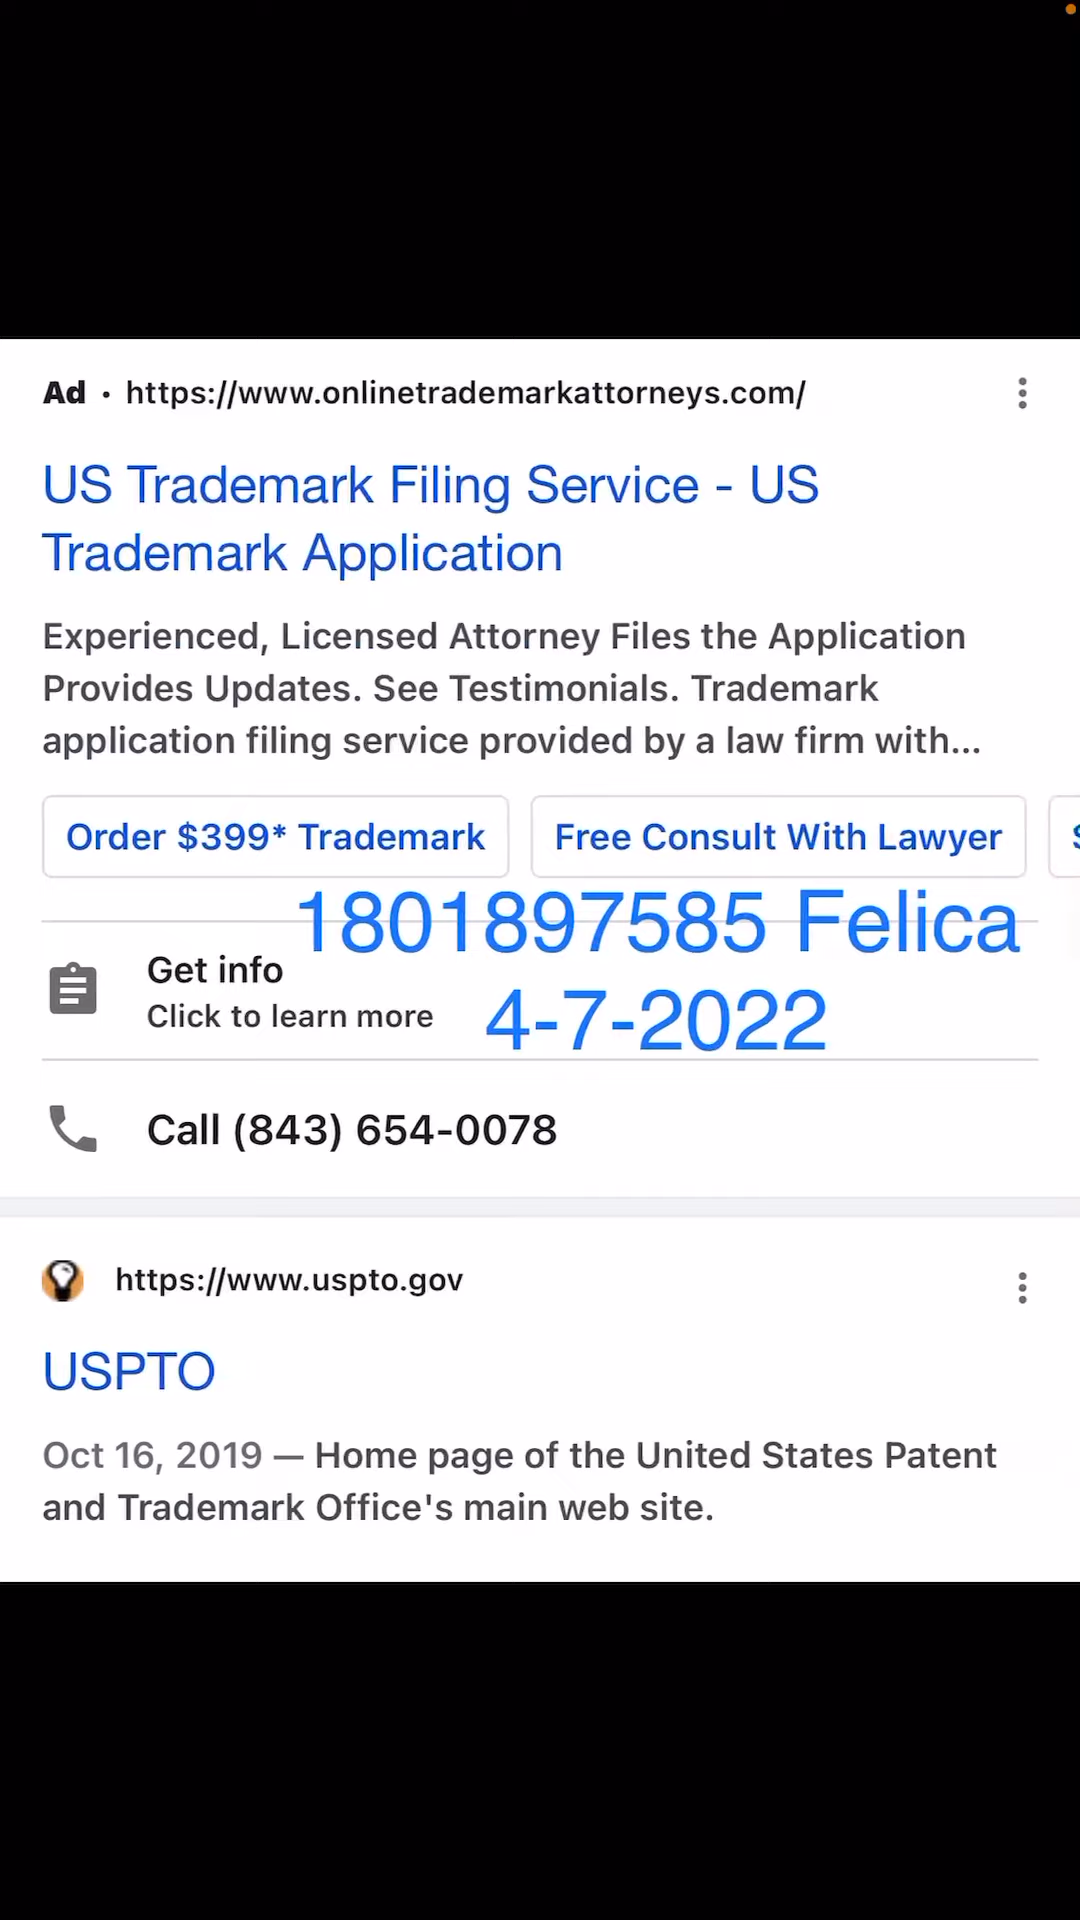 Ad · https://www.onlinetrademarkattorneys.com/
US Trademark Filing Service - US
Trademark Application
Experienced, Licensed Attorney Files the Application
Provides Updates. See Testimonials. Trademark
application filing service provided by a law firm with...
Order $399* Trademark
Free Consult With Lawyer
1801897585 Felica
Get info
Click to learn more
4-7-2022
Call (843) 654-0078
https://www.uspto.gov
USPTO
Oct 16, 2019 — Home page of the United States Patent
and Trademark Office's main web site.